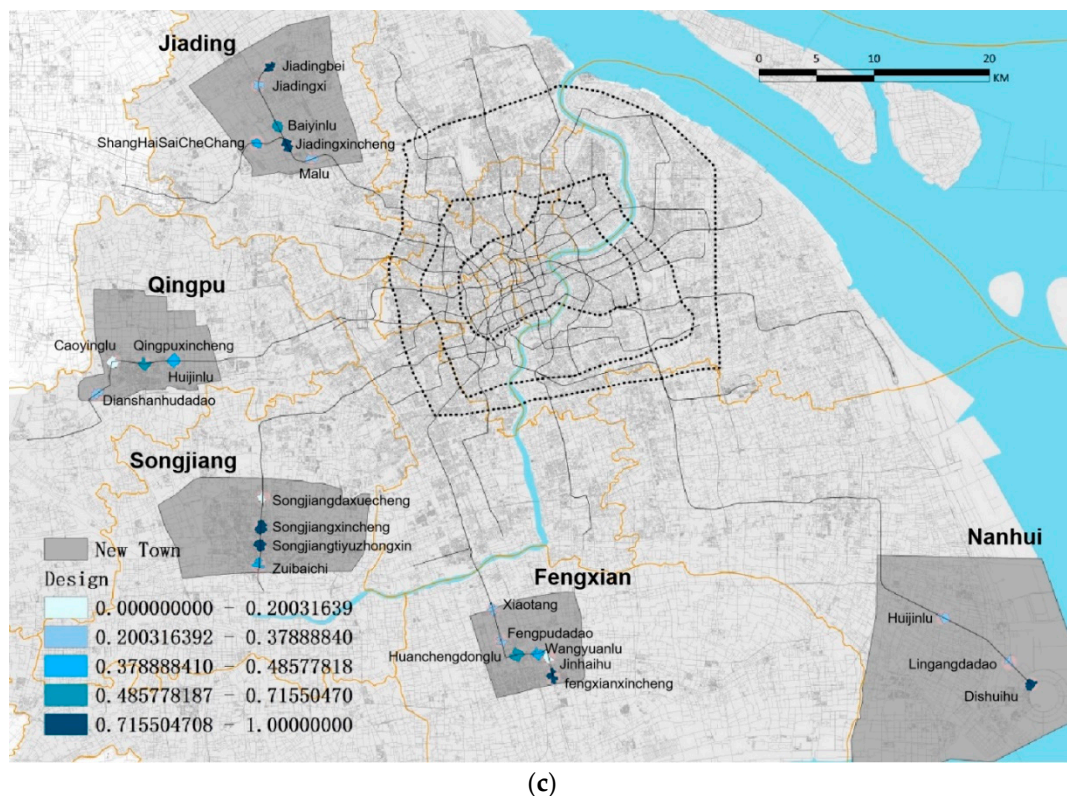 Jiading
Jiadingbei
Jiadingxi
Baiyinlu
ShangHaiSaiCheChang
Jiadingxincheng
Malu
0 5 10 20
KM
Qingpu
Caoyinglu
Qingpuxincheng
Huijinlu
Dianshanhudadao
Songjiang
Songjiangdaxuecheng
Songjiangxincheng
Songjiangtiyuzhongxin
Zuibaichi
Nanhui
Huijinlu
Lingangdadao
Dishuihu
Fengxian
Xiaotang
Fengpudadao
Wangyuanlu
Huanchengdonglu
Jinhaihu
fengxianxincheng
New Town
Design
0.000000000 - 0.20031639
0.200316392 - 0.37888840
0.378888410 - 0.48577818
0.485778187 - 0.71550470
0.715504708 - 1.00000000
(c)